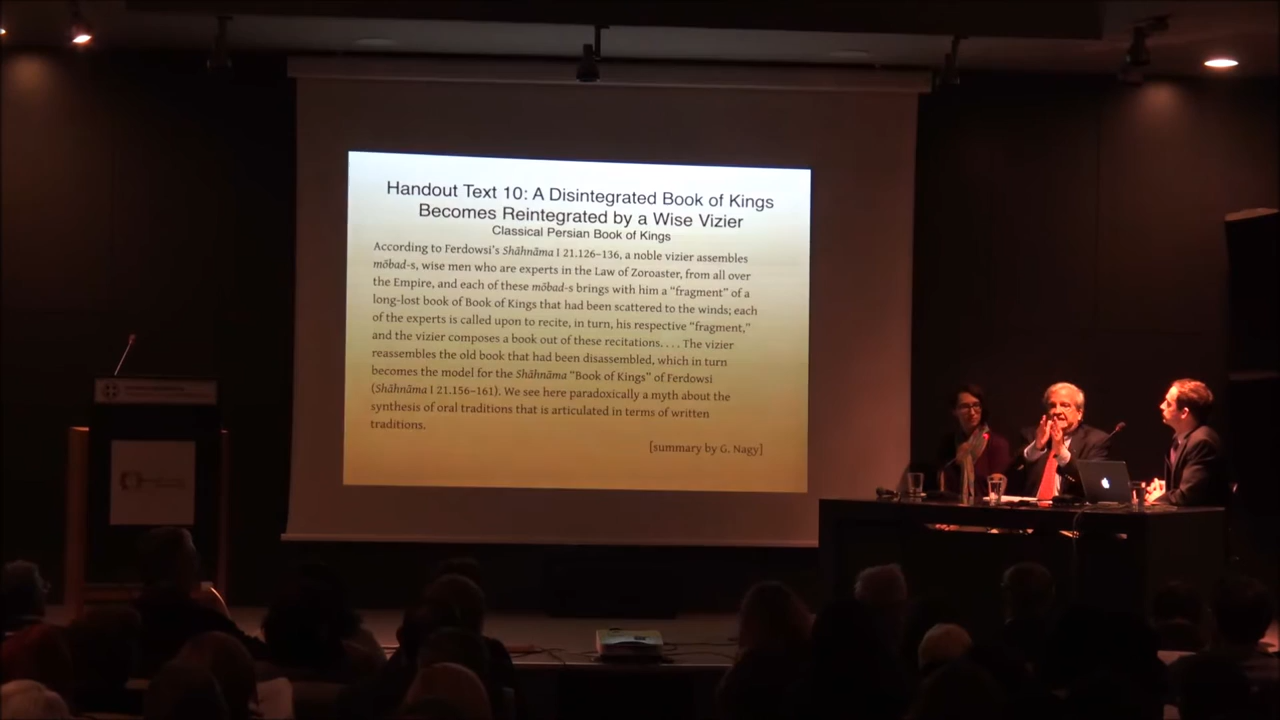 Handout Text 10: A Disintegrated Book of Kings
Becomes Reintegrated by a Wise Vizier
Classical Persian Book of Kings
According to Ferdowsi's Shāhnāma I 21.126–136, a noble vizier assembles
mōbad-s, wise men who are experts in the Law of Zoroaster, from all over
the Empire, and each of these mōbad-s brings with him a “fragment” of a
long-lost book of Book of Kings that had been scattered to the winds; each
of the experts is called upon to recite, in turn, his respective “fragment,”
and the vizier composes a book out of these recitations. . . . The vizier
reassembles the old book that had been disassembled, which in turn
becomes the model for the Shāhnāma “Book of Kings” of Ferdowsi
(Shāhnāma I 21.156–161). We see here paradoxically a myth about the
synthesis of oral traditions that is articulated in terms of written
traditions.
[summary by G. Nagy]